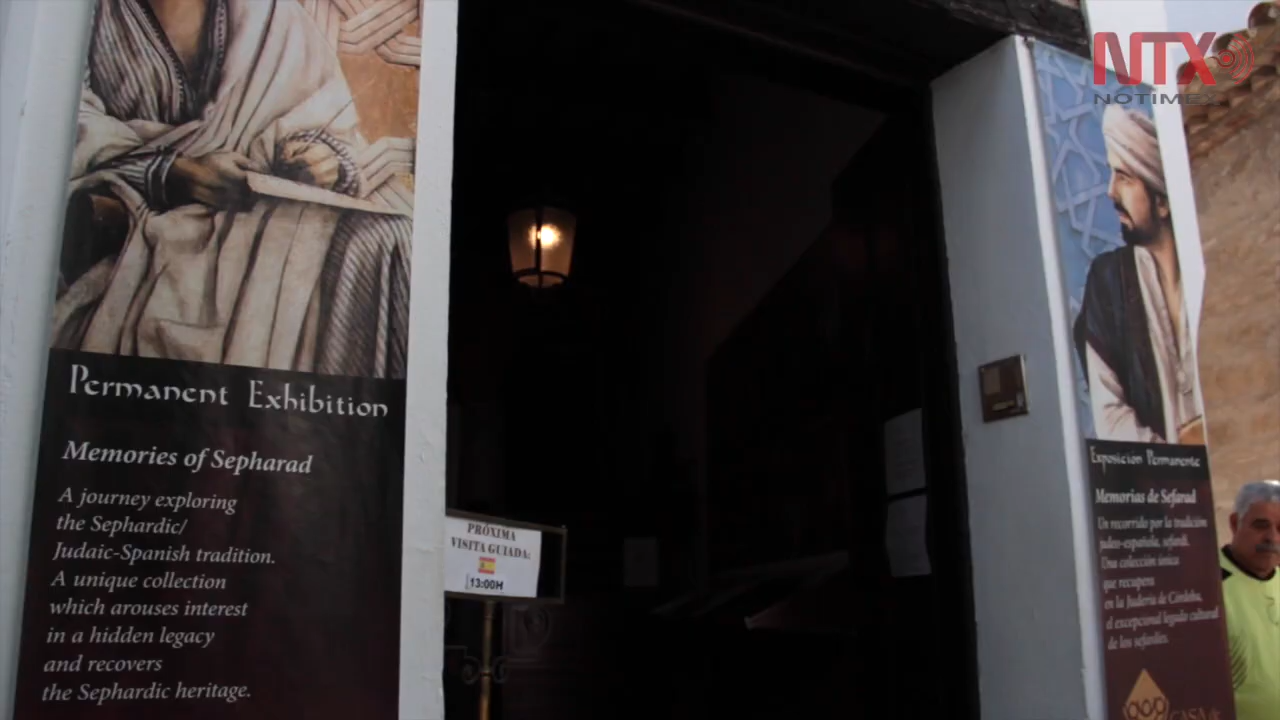 Permanent Exhibition
Memories of Sepharad
A journey exploring
the Sephardic/
Judaic-Spanish tradition.
A unique collection
which arouses interest
in a hidden legacy
and recovers
the Sephardic heritage.
PRÓXIMA
VISITA GUIADA:
13:00H
NTX
NOTIMEX
Exposición Permanente
Memorias de Sefarad
Un recorrido por la tradición
judeo-española, sefardí.
Una colección única
que recupera
en la Judería de Córdoba,
el excepcional legado cultural
de los sefardíes.
CASA